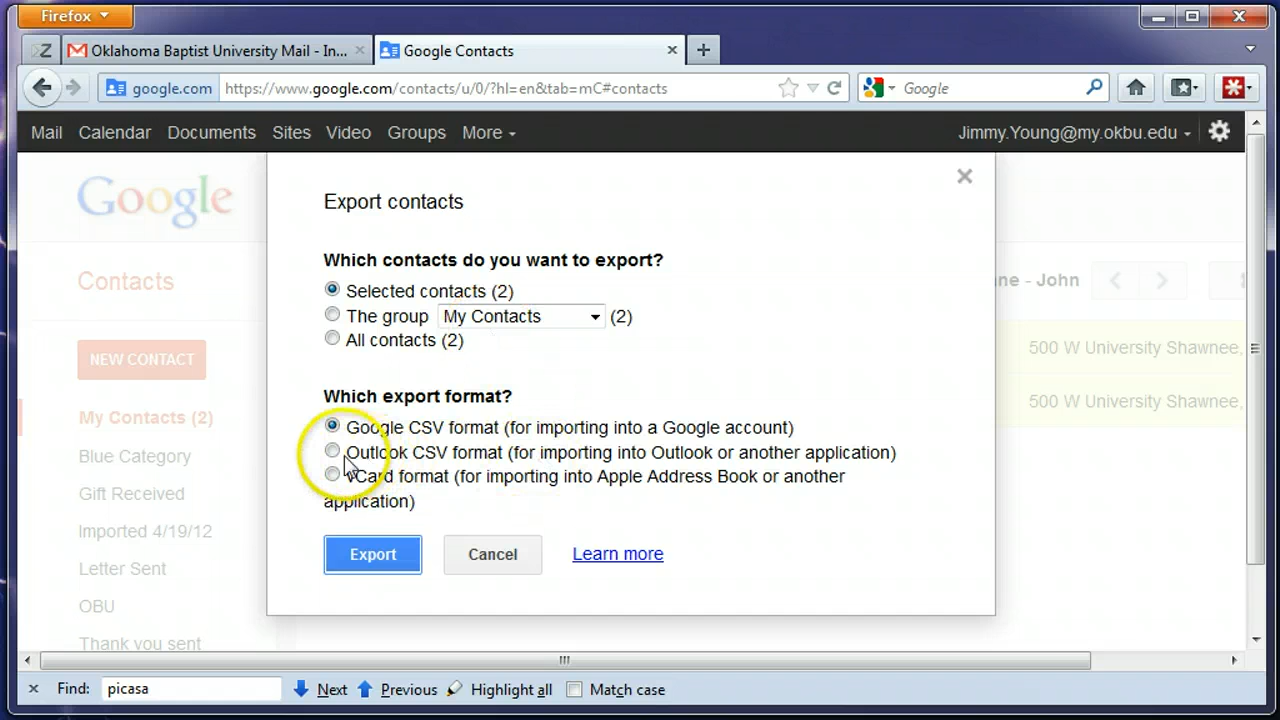 Firefox
Oklahoma Baptist University Mail - In...
Google Contacts
google.com
https://www.google.com/contacts/u/0/?hl=en&tab=mC#contacts
Google
Mail Calendar Documents Sites Video Groups More
Jimmy.Young@my.okbu.edu
Google
Export contacts
Which contacts do you want to export?
Contacts
ne - John
Selected contacts (2)
The group My Contacts (2)
All contacts (2)
500 W University Shawnee,
NEW CONTACT
Which export format?
500 W University Shawnee,
My Contacts (2)
Google CSV format (for importing into a Google account)
Outlook CSV format (for importing into Outlook or another application)
Blue Category
vCard format (for importing into Apple Address Book or another
application)
Gift Received
Imported 4/19/12
Export Cancel Learn more
Letter Sent
OBU
Thank you sent
Find: picasa Next Previous Highlight all Match case